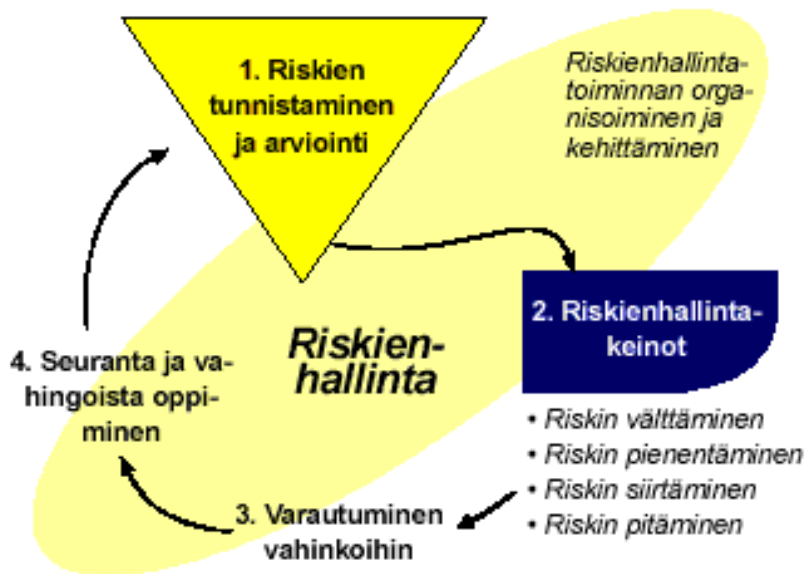 1. Riskien
tunnistaminen
ja arviointi
Riskienhallinta-
toiminnan orga-
nisoiminen ja
kehittäminen
2. Riskienhallinta-
keinot
• Riskin välttäminen
• Riskin pienentäminen
• Riskin siirtäminen
• Riskin pitäminen
3. Varautuminen
vahinkoihin
4. Seuranta ja va-
hingoista oppi-
minen
Riskien-
hallinta